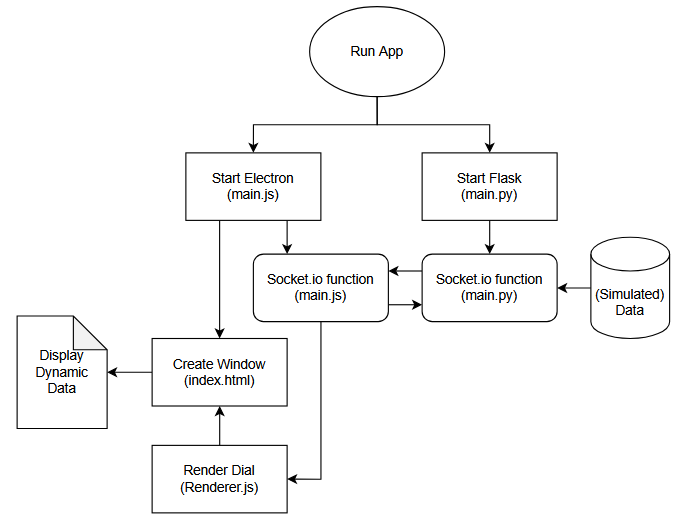 Run App
Start Electron
(main.js)
Start Flask
(main.py)
Socket.io function
(main.js)
Socket.io function
(main.py)
(Simulated)
Data
Display
Dynamic
Data
Create Window
(index.html)
Render Dial
(Renderer.js)